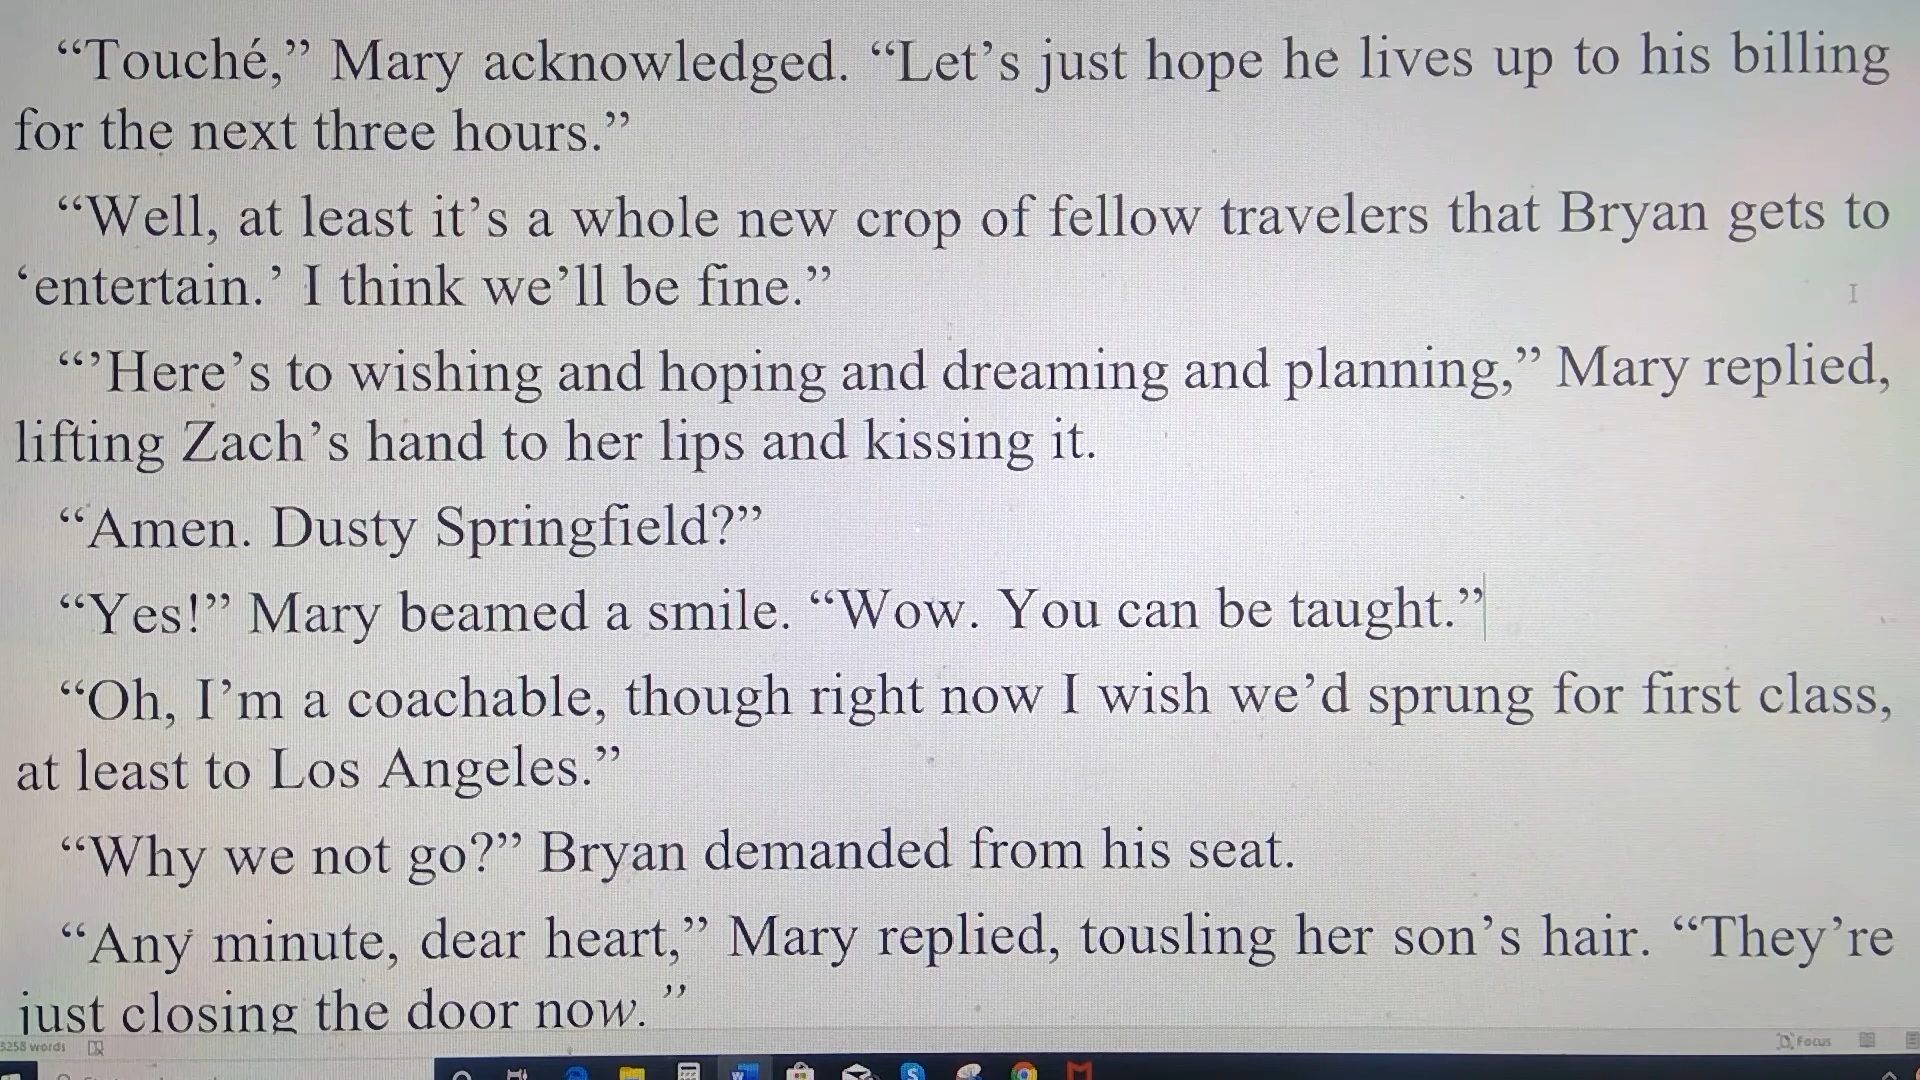 “Touché,” Mary acknowledged. “Let’s just hope he lives up to his billing
for the next three hours.”
“Well, at least it’s a whole new crop of fellow travelers that Bryan gets to
‘entertain.’ I think we’ll be fine.”
“’Here’s to wishing and hoping and dreaming and planning,” Mary replied,
lifting Zach’s hand to her lips and kissing it.
“Amen. Dusty Springfield?”
“Yes!” Mary beamed a smile. “Wow. You can be taught.”
“Oh, I’m a coachable, though right now I wish we’d sprung for first class,
at least to Los Angeles.”
“Why we not go?” Bryan demanded from his seat.
“Any minute, dear heart,” Mary replied, tousling her son’s hair. “They’re
just closing the door now. ”
3258 words
Focus